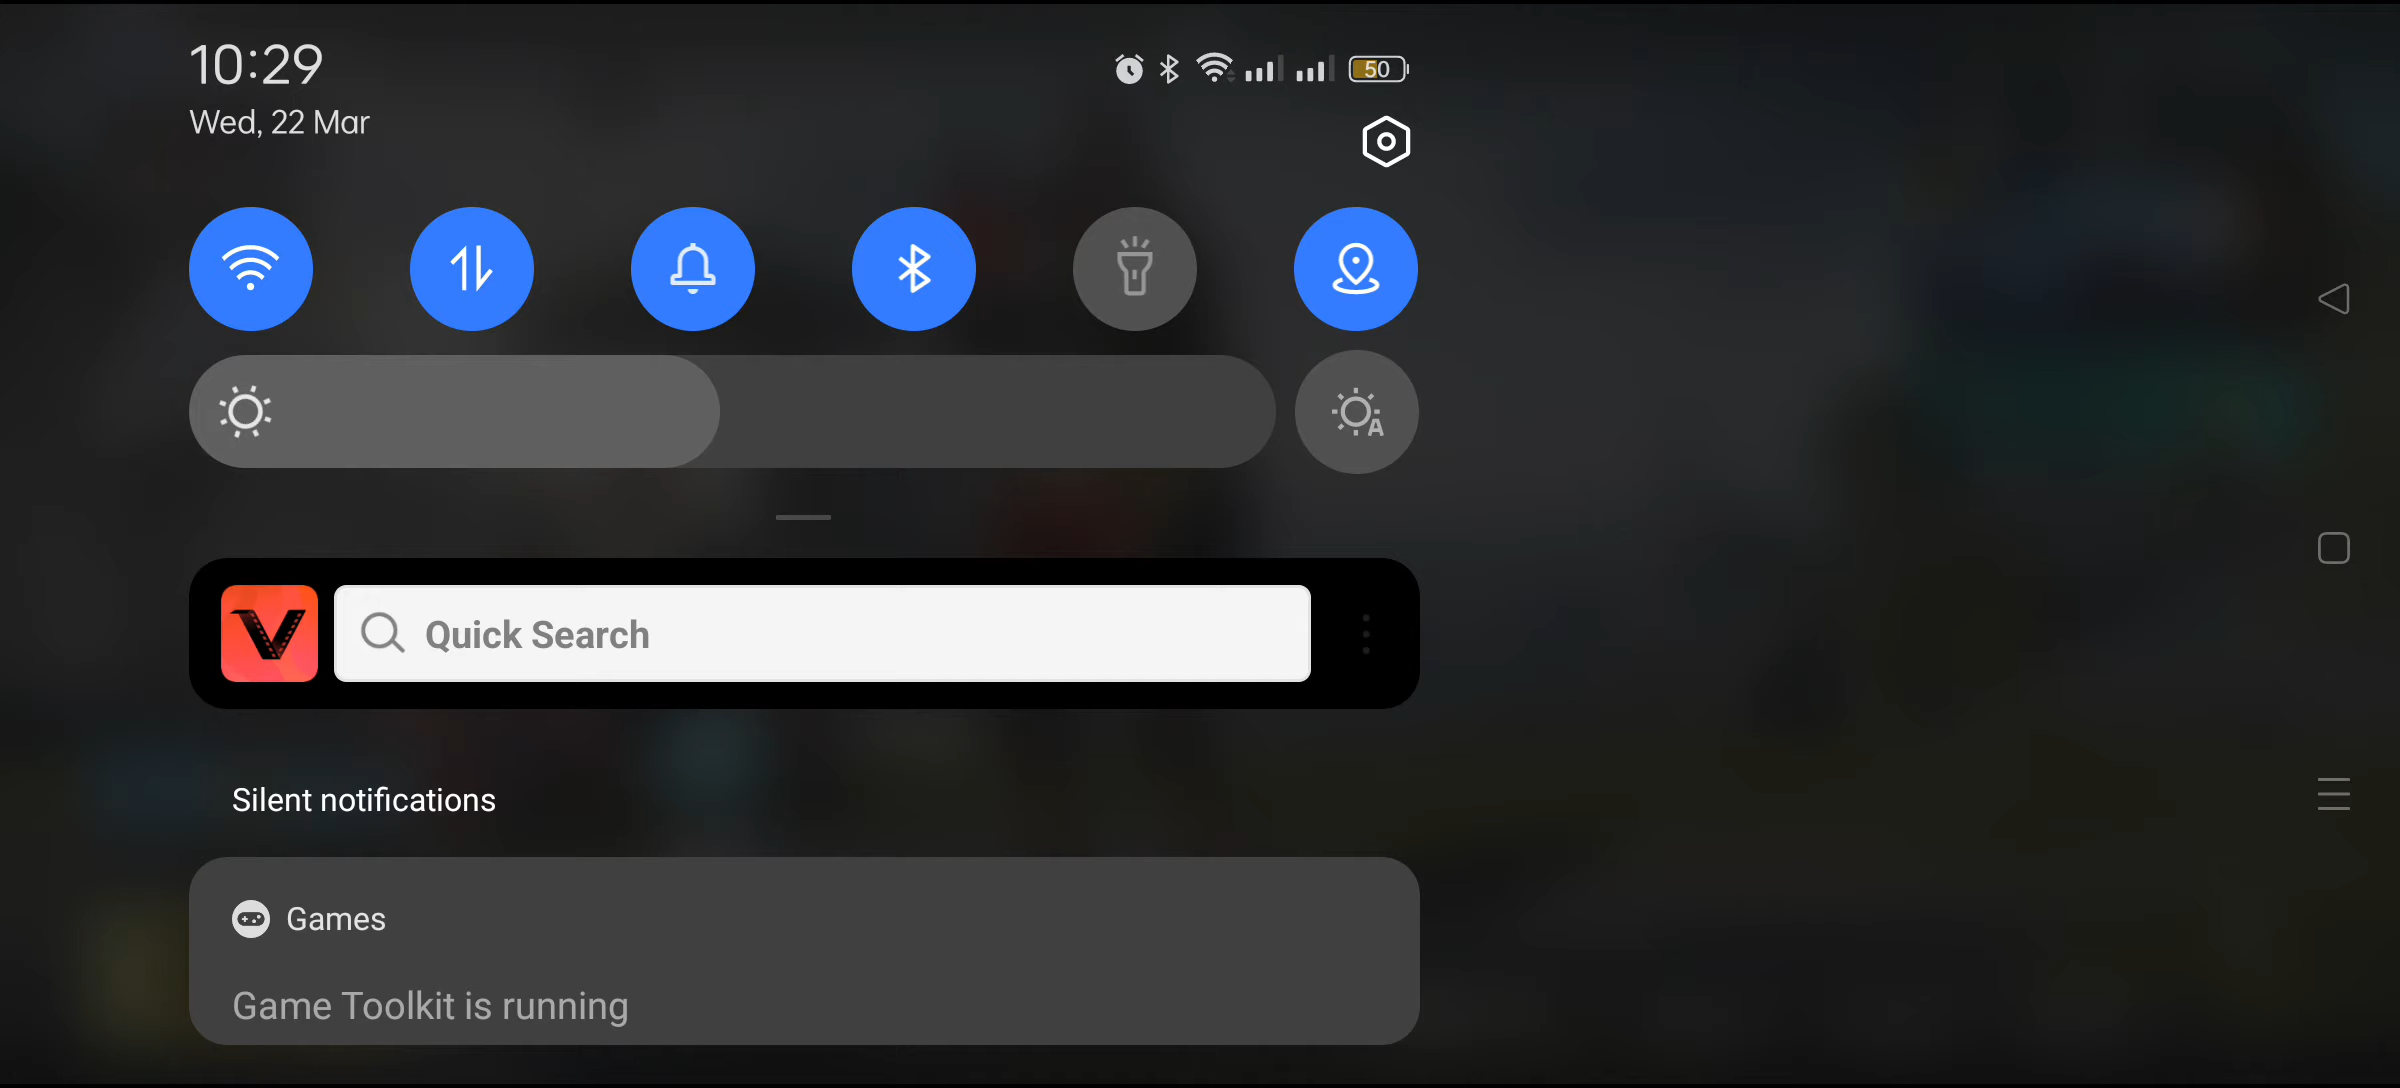 10:29
50
Wed, 22 Mar
A
V
Quick Search
Silent notifications
Games
Game Toolkit is running